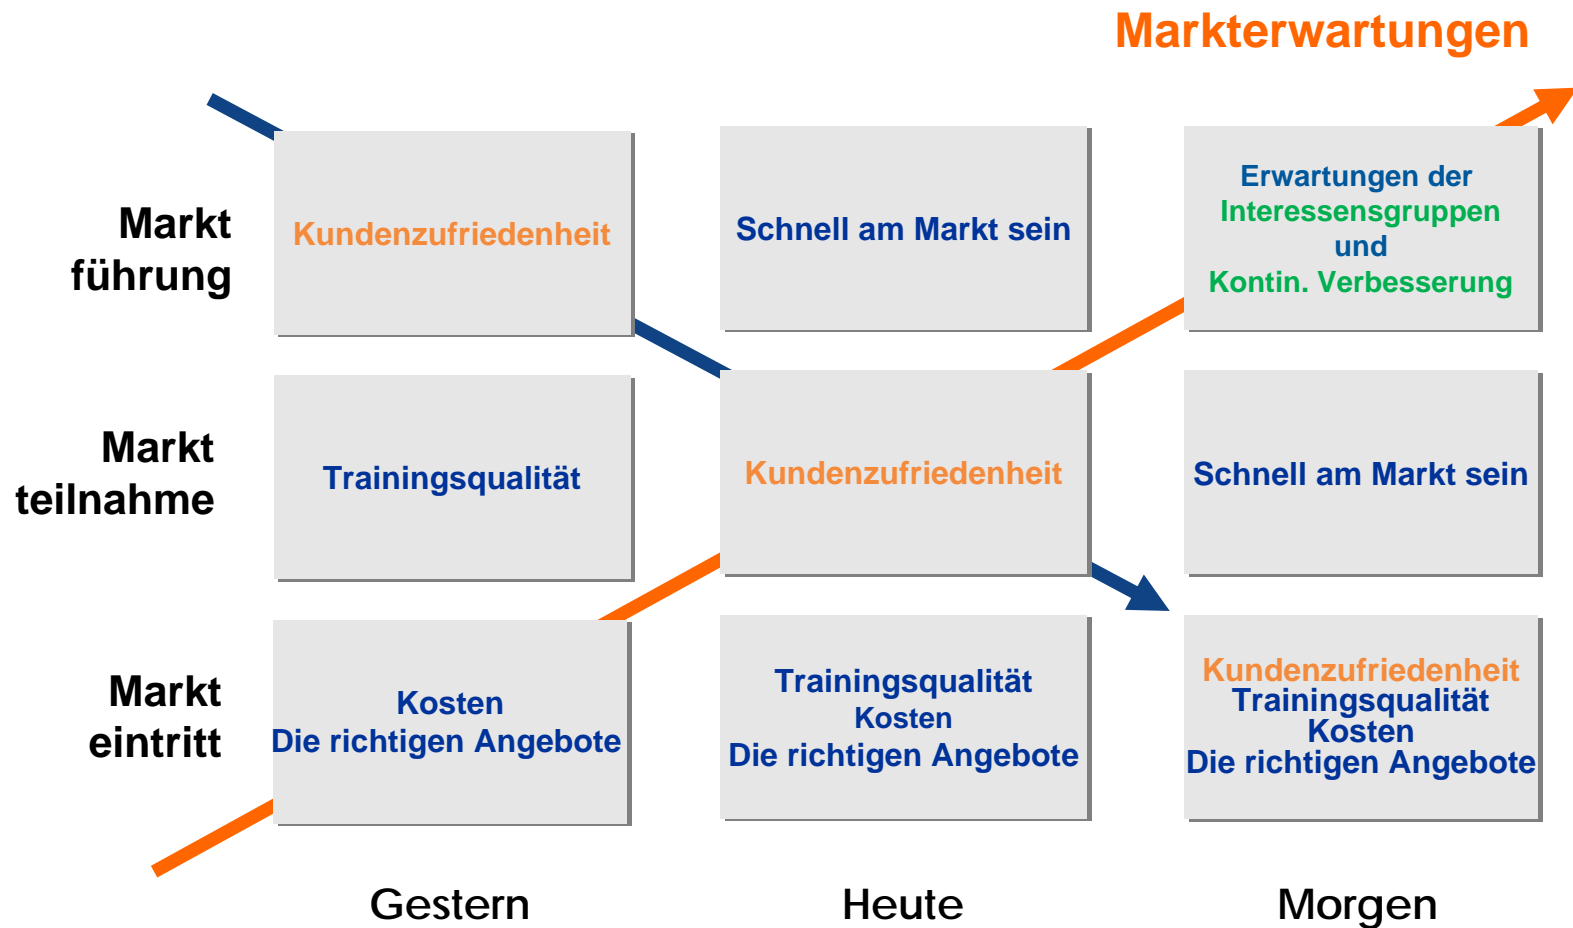 Markterwartungen
Markt
führung
Kundenzufriedenheit
Schnell am Markt sein
Erwartungen der
Interessensgruppen
und
Kontin. Verbesserung
Markt
teilnahme
Trainingsqualität
Kundenzufriedenheit
Schnell am Markt sein
Markt
eintritt
Kosten
Die richtigen Angebote
Trainingsqualität
Kosten
Die richtigen Angebote
Kundenzufriedenheit
Trainingsqualität
Kosten
Die richtigen Angebote
Gestern
Heute
Morgen